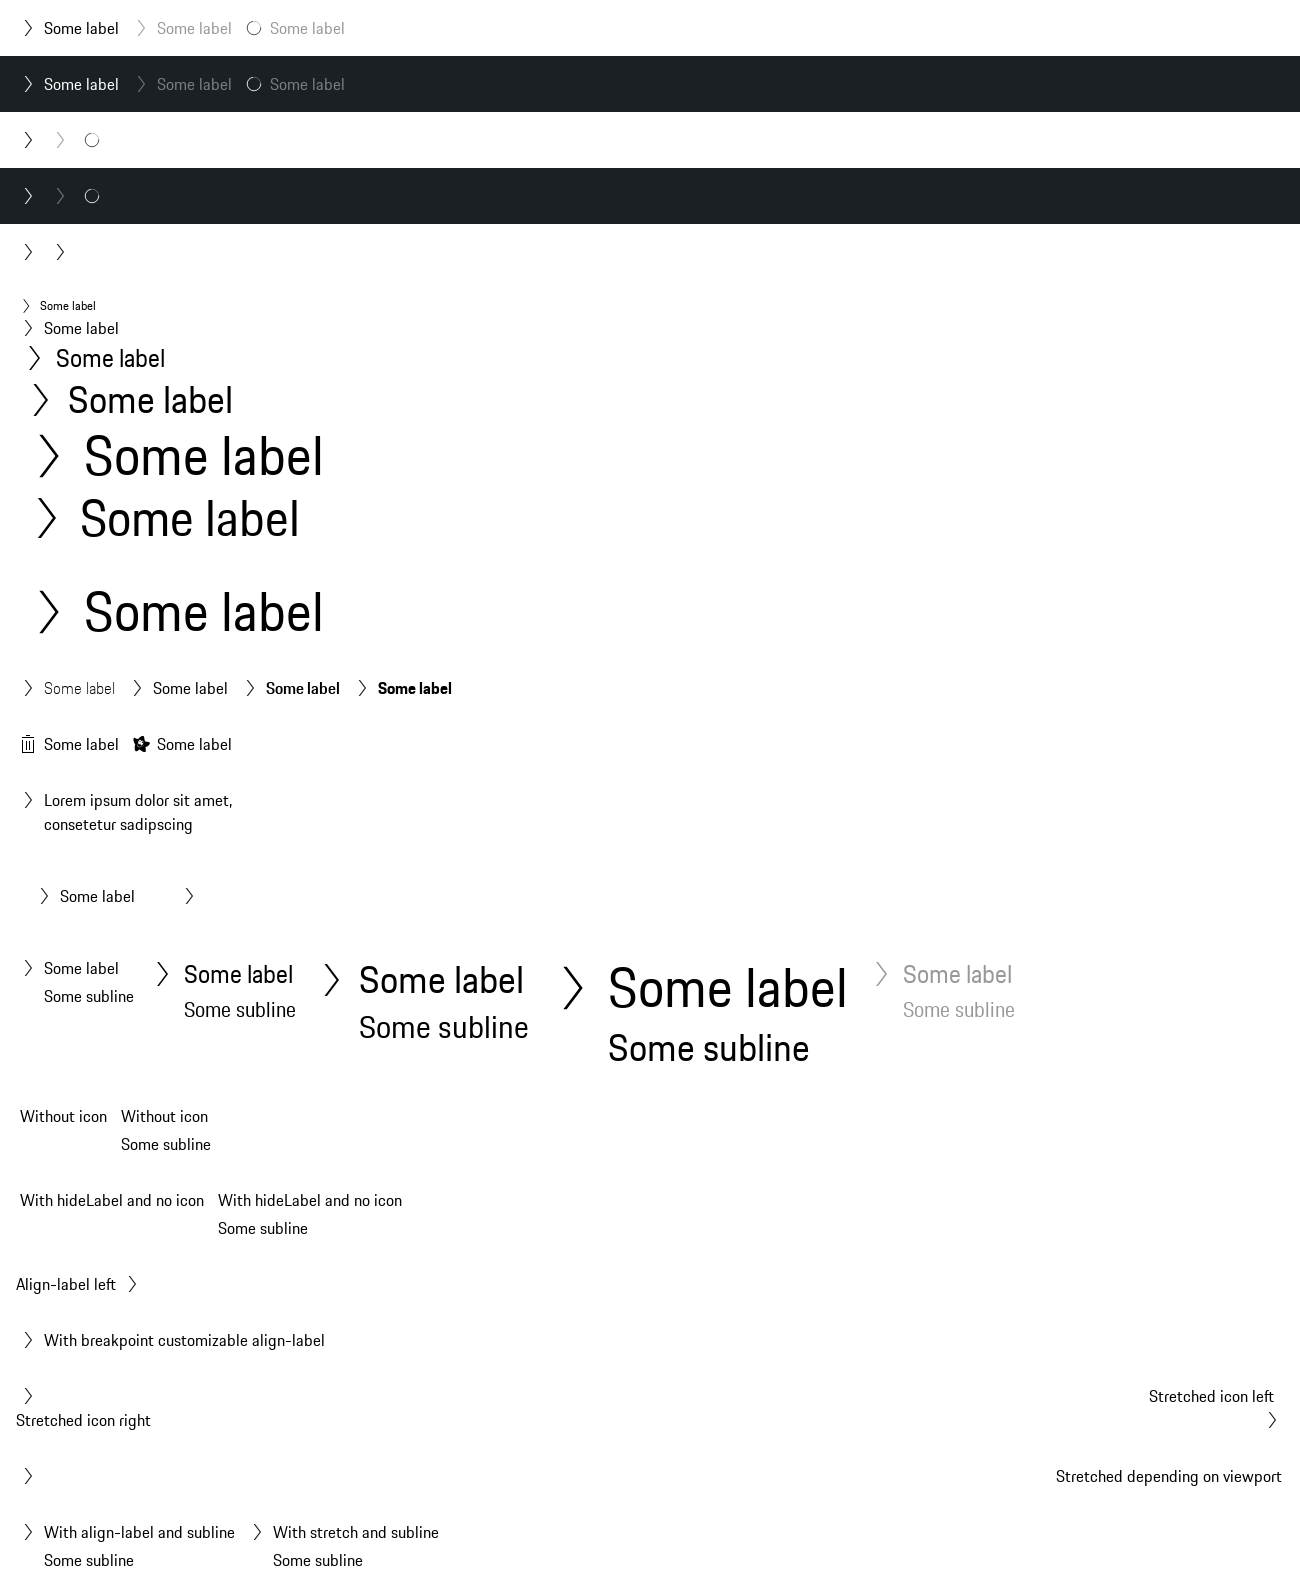 Some label Some label Some label
Some label Some label Some label
Some label
Some label
Some label
Some label
Some label
Some label
Some label
Some label Some label Some label Some label
Some label Some label
Lorem ipsum dolor sit amet,
consetetur sadipscing
Some label
Some label Some label Some label Some label Some label
Some subline Some subline Some subline Some subline Some subline
Without icon Without icon
Some subline
With hideLabel and no icon With hideLabel and no icon
Some subline
Align-label left
With breakpoint customizable align-label
Stretched icon left
Stretched icon right
Stretched depending on viewport
With align-label and subline With stretch and subline
Some subline Some subline